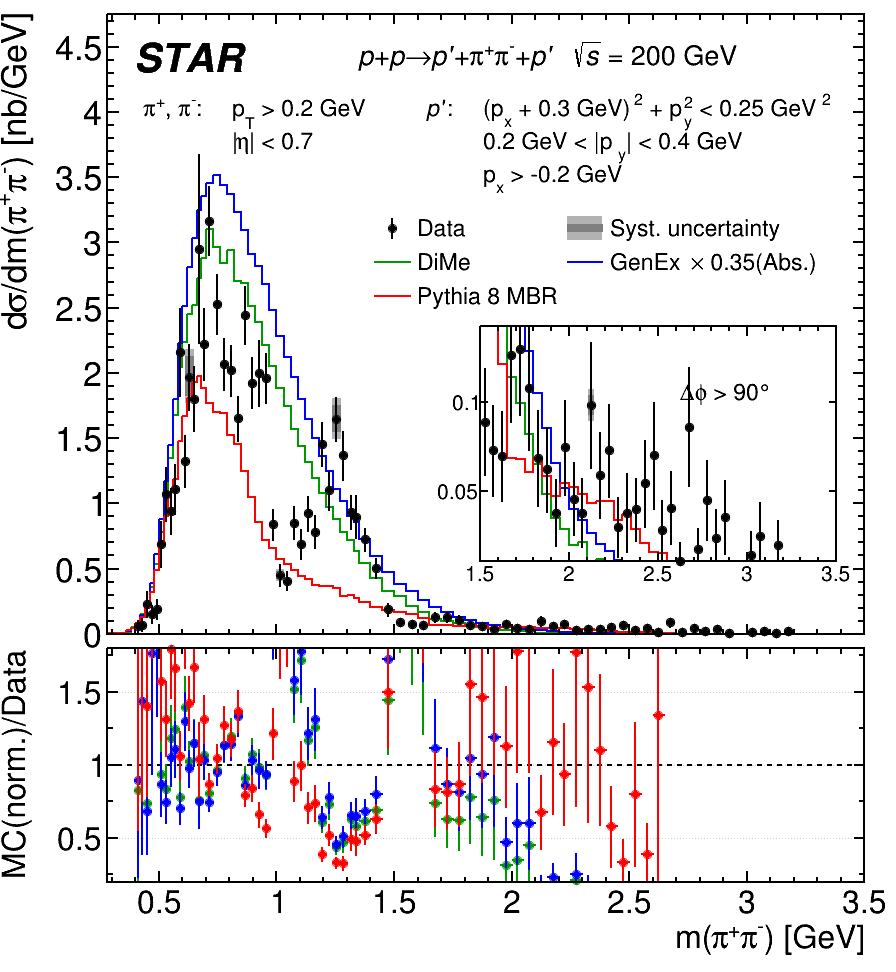 dσ/dm(π⁺π⁻) [nb/GeV]
STAR p+p→p′+π⁺π⁻+p′ √s = 200 GeV
π⁺, π⁻: p_T > 0.2 GeV p′: (p_x + 0.3 GeV)² + p_y² < 0.25 GeV²
|η| < 0.7 0.2 GeV < |p_y| < 0.4 GeV
p_x > -0.2 GeV
Data Syst. uncertainty
DiMe GenEx × 0.35(Abs.)
Pythia 8 MBR
4.5
4
3.5
3
2.5
2
1.5
1
0.5
0
Δϕ > 90°
0.1
0.05
1.5 2 2.5 3 3.5
MC(norm.)/Data
1.5
1
0.5
0.5 1 1.5 2 2.5 3 3.5
m(π⁺π⁻) [GeV]